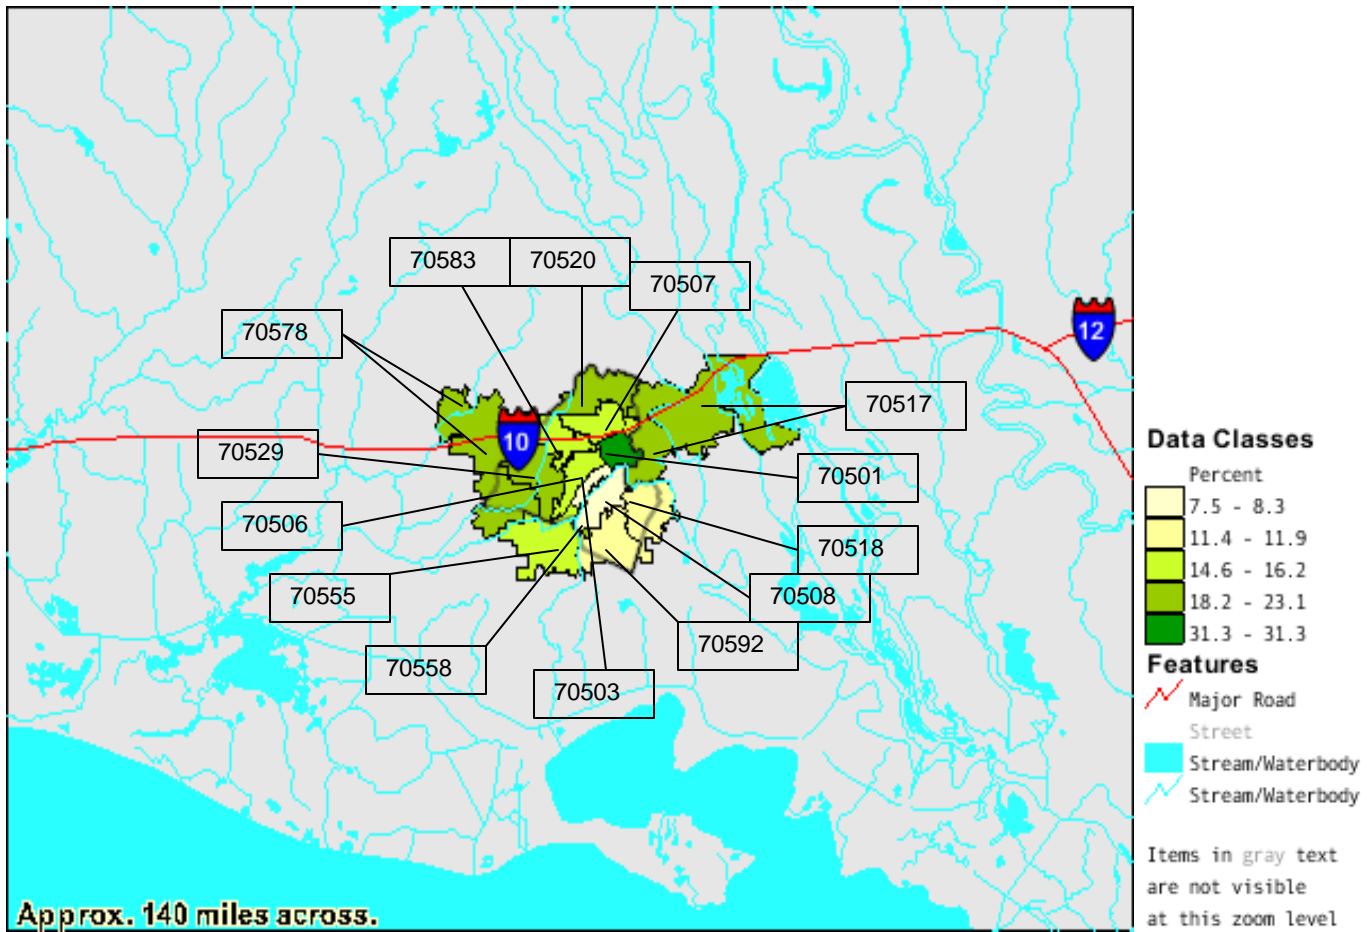 70583
70520
70507
70578
12
70517
10
70529
70501
70506
70518
70555
70508
70592
70558
70503
Approx. 140 miles across.
Data Classes
Percent
7.5 - 8.3
11.4 - 11.9
14.6 - 16.2
18.2 - 23.1
31.3 - 31.3
Features
Major Road
Street
Stream/Waterbody
Stream/Waterbody
Items in gray text
are not visible
at this zoom level